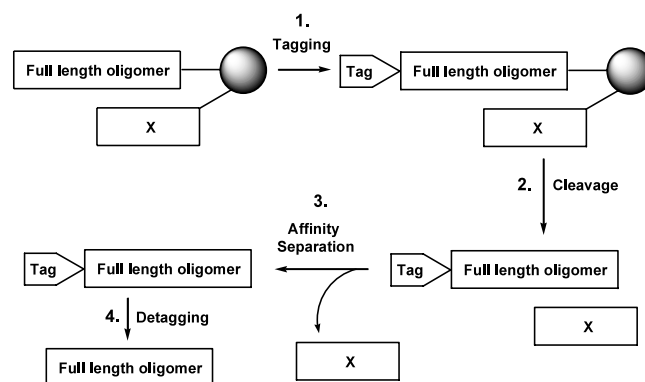 1.
Tagging
Full length oligomer
X
Tag
Full length oligomer
X
2. Cleavage
3.
Affinity
Separation
Tag
Full length oligomer
X
Tag
Full length oligomer
X
4. Detagging
Full length oligomer